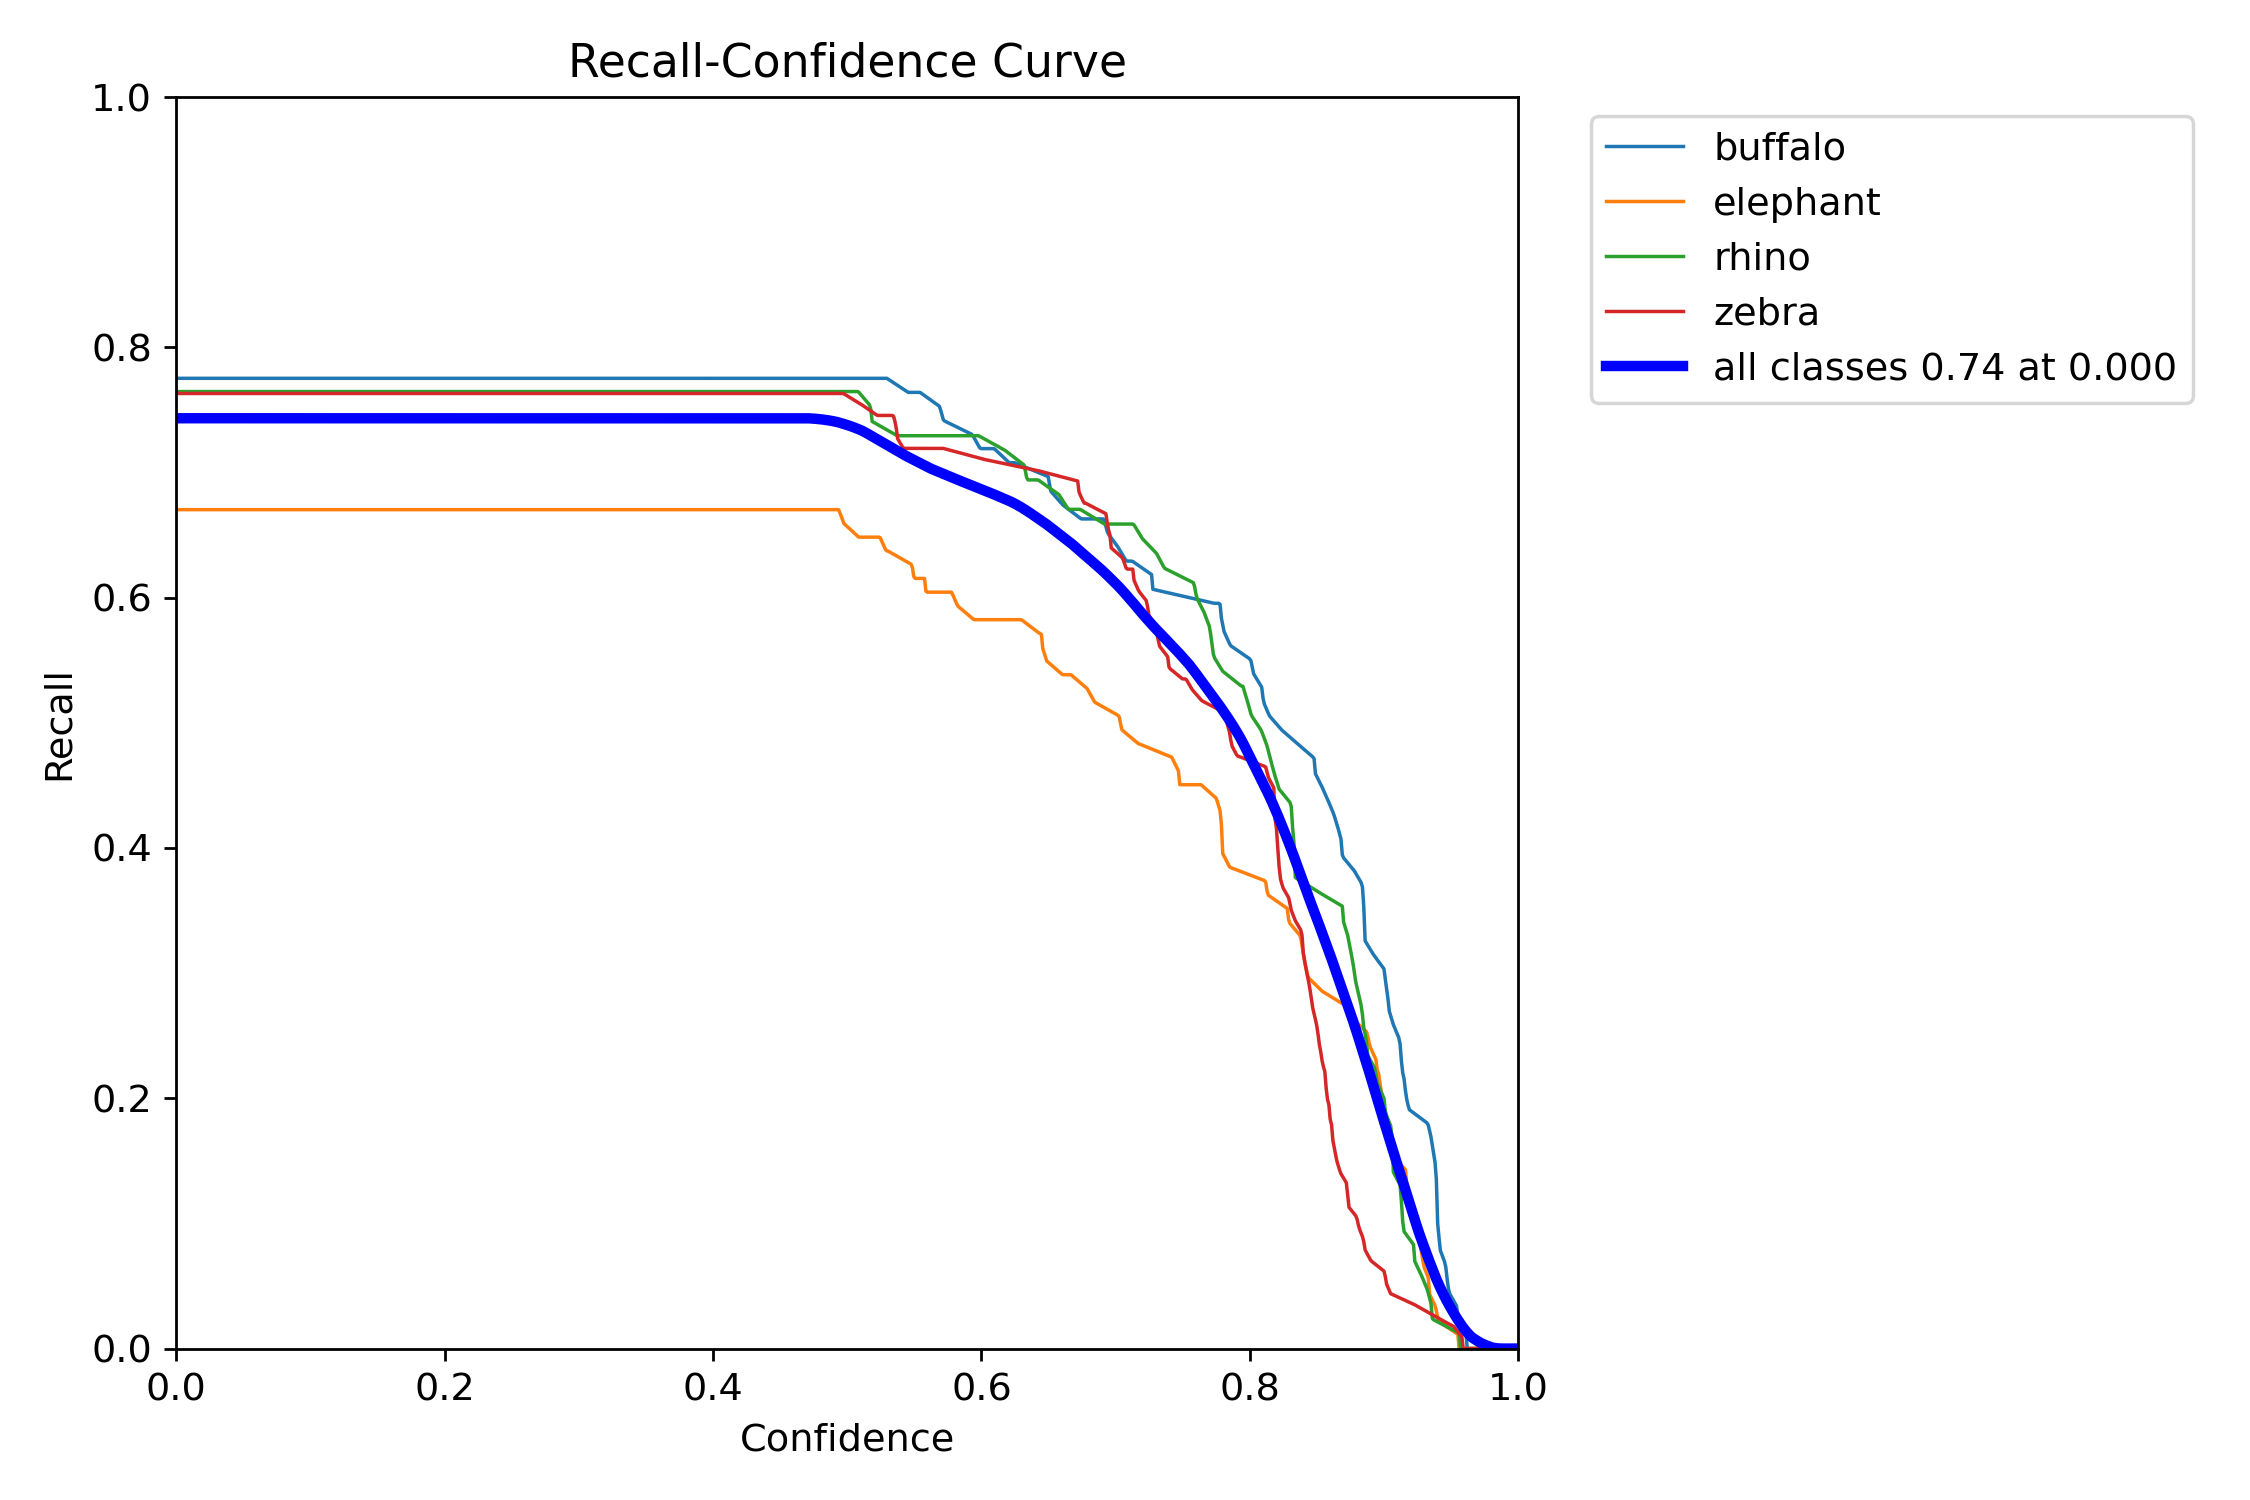 Recall-Confidence Curve
1.0
0.8
0.6
0.4
0.2
0.0
Recall
0.0 0.2 0.4 0.6 0.8 1.0
Confidence
buffalo
elephant
rhino
zebra
all classes 0.74 at 0.000